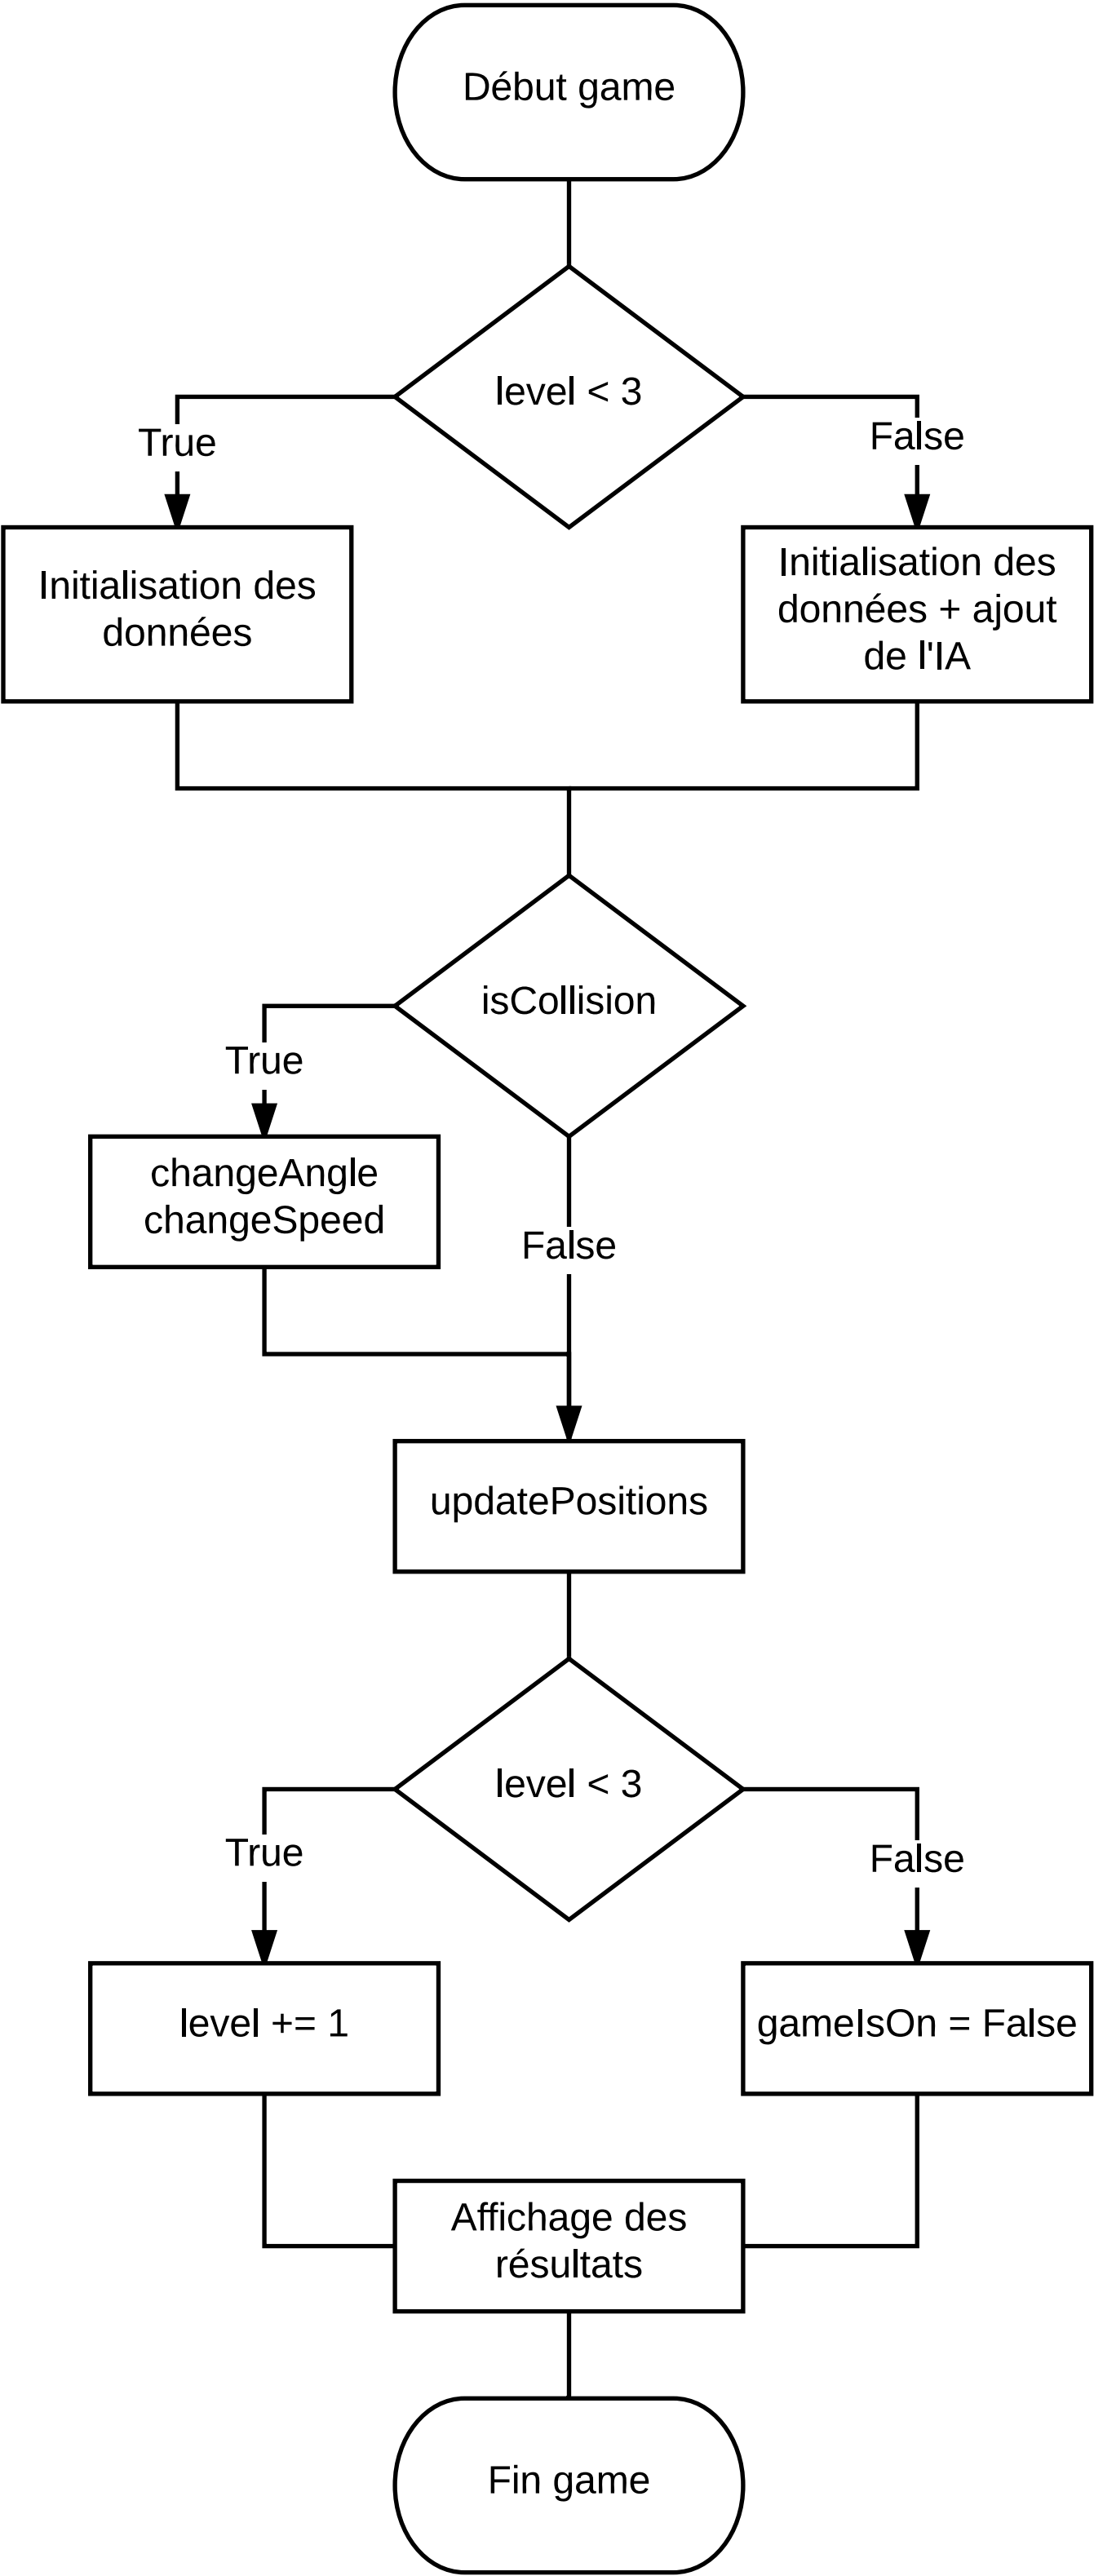 Début game
level < 3
True
False
Initialisation des
données
Initialisation des
données + ajout
de l'IA
isCollision
True
changeAngle
changeSpeed
False
updatePositions
level < 3
True
False
level += 1
gameIsOn = False
Affichage des
résultats
Fin game